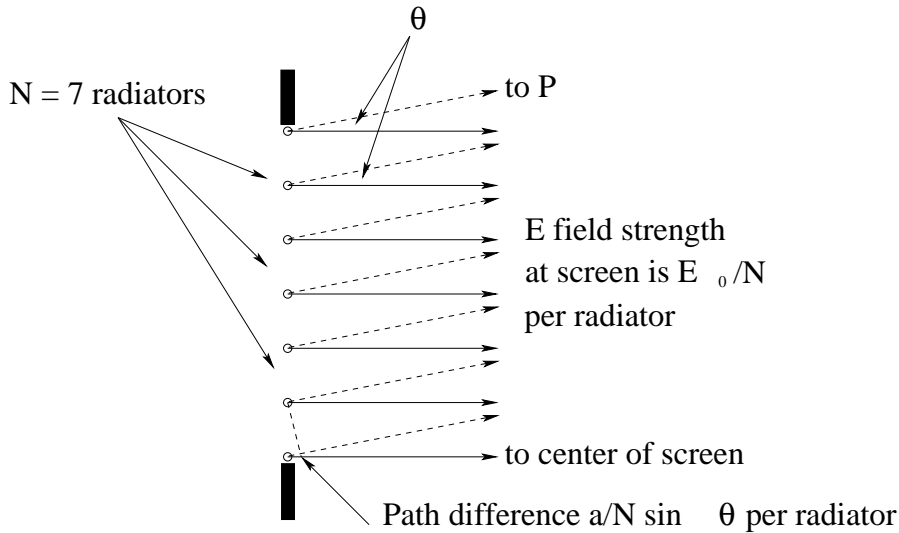 θ
N = 7 radiators
to P
E field strength
at screen is E 0 /N
per radiator
to center of screen
Path difference a/N sin θ per radiator